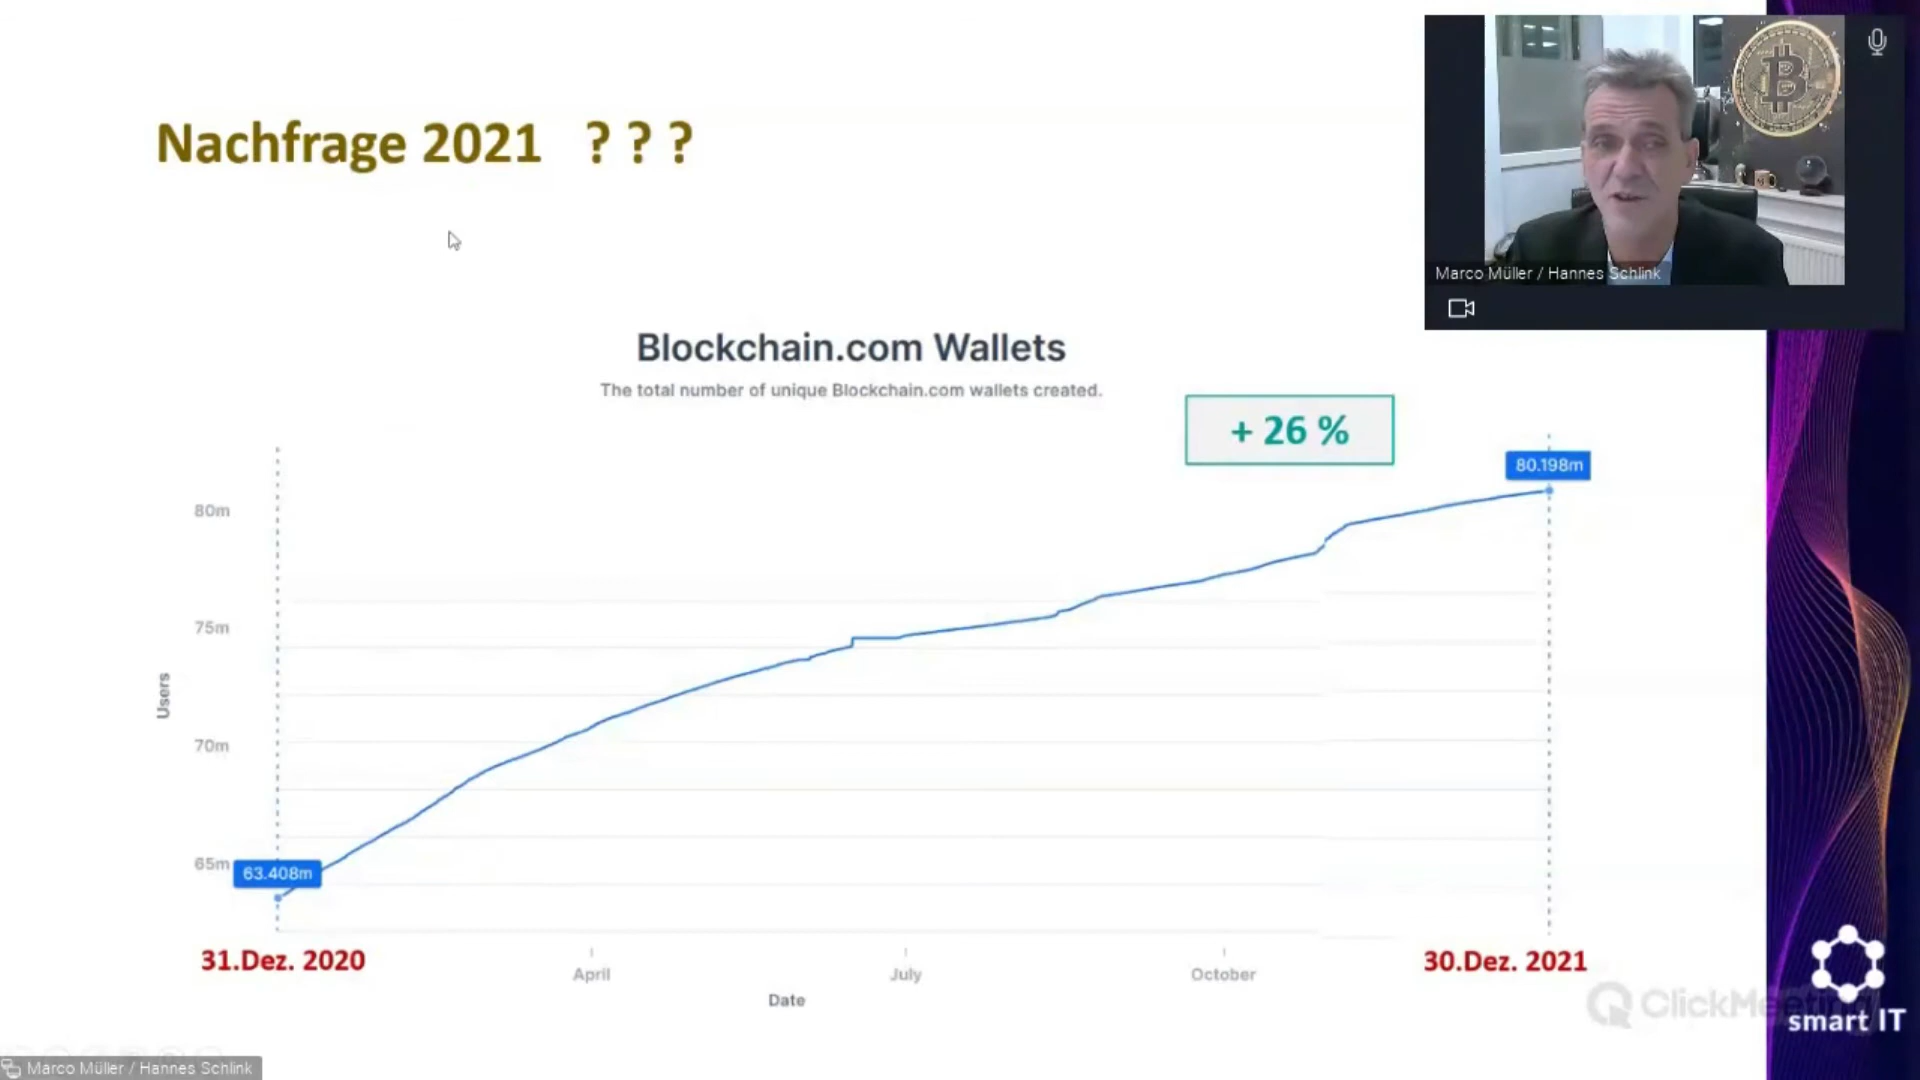 Nachfrage 2021 ? ? ?
Marco Müller / Hannes Schlink
Blockchain.com Wallets
The total number of unique Blockchain.com wallets created.
+ 26 %
80.198m
80m
75m
70m
65m
Users
63.408m
31.Dez. 2020
April
July
October
30.Dez. 2021
Date
ClickMeeting
smart IT
Marco Müller / Hannes Schlink